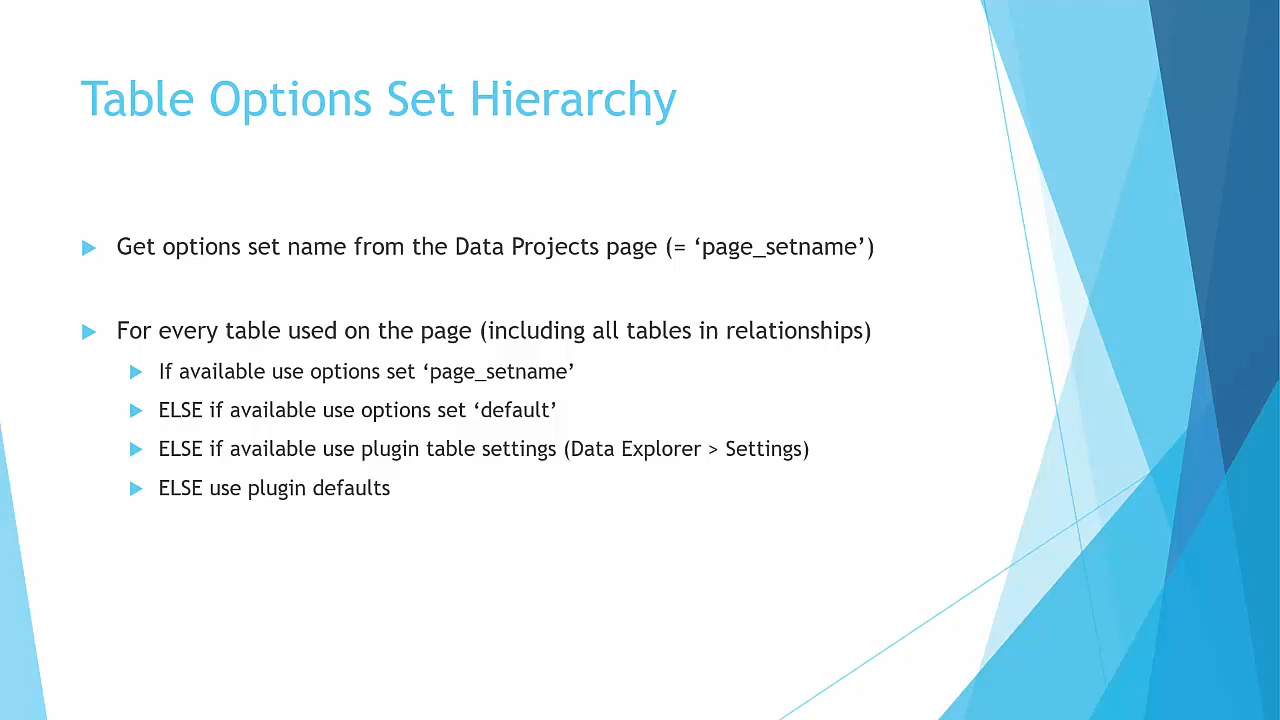 Table Options Set Hierarchy
Get options set name from the Data Projects page (= ‘page_setname’)
For every table used on the page (including all tables in relationships)
If available use options set ‘page_setname’
ELSE if available use options set ‘default’
ELSE if available use plugin table settings (Data Explorer > Settings)
ELSE use plugin defaults